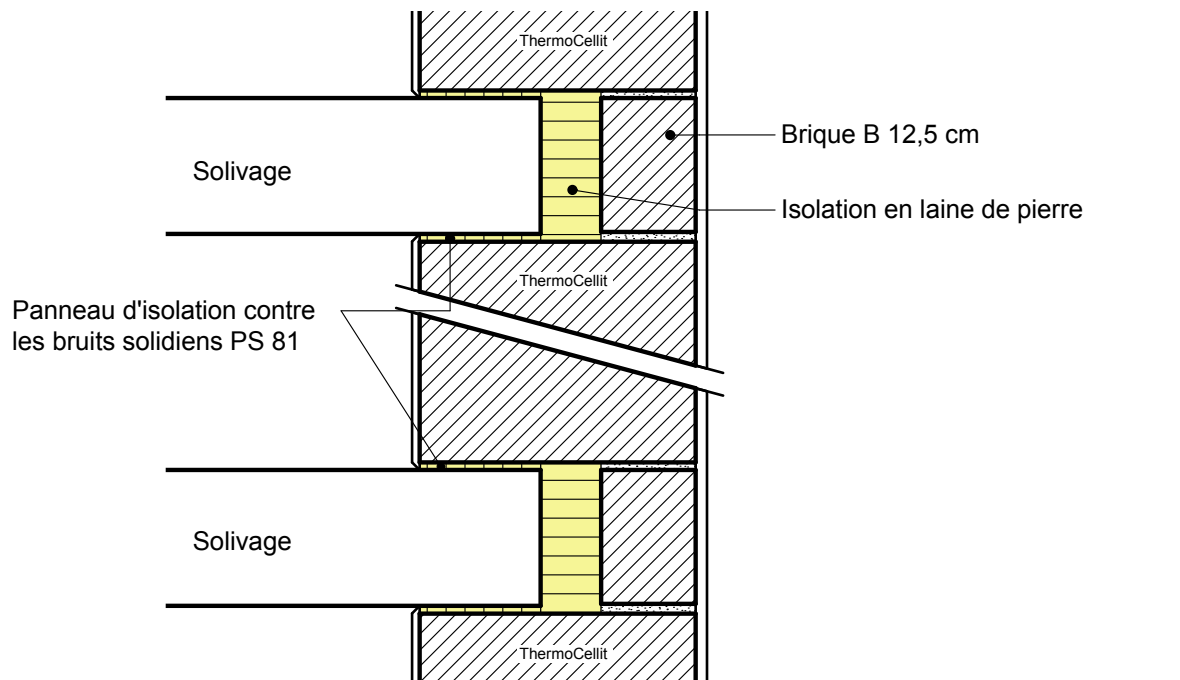 ThermoCellit
Brique B 12,5 cm
Solivage
Isolation en laine de pierre
ThermoCellit
Panneau d'isolation contre
les bruits solidiens PS 81
Solivage
ThermoCellit